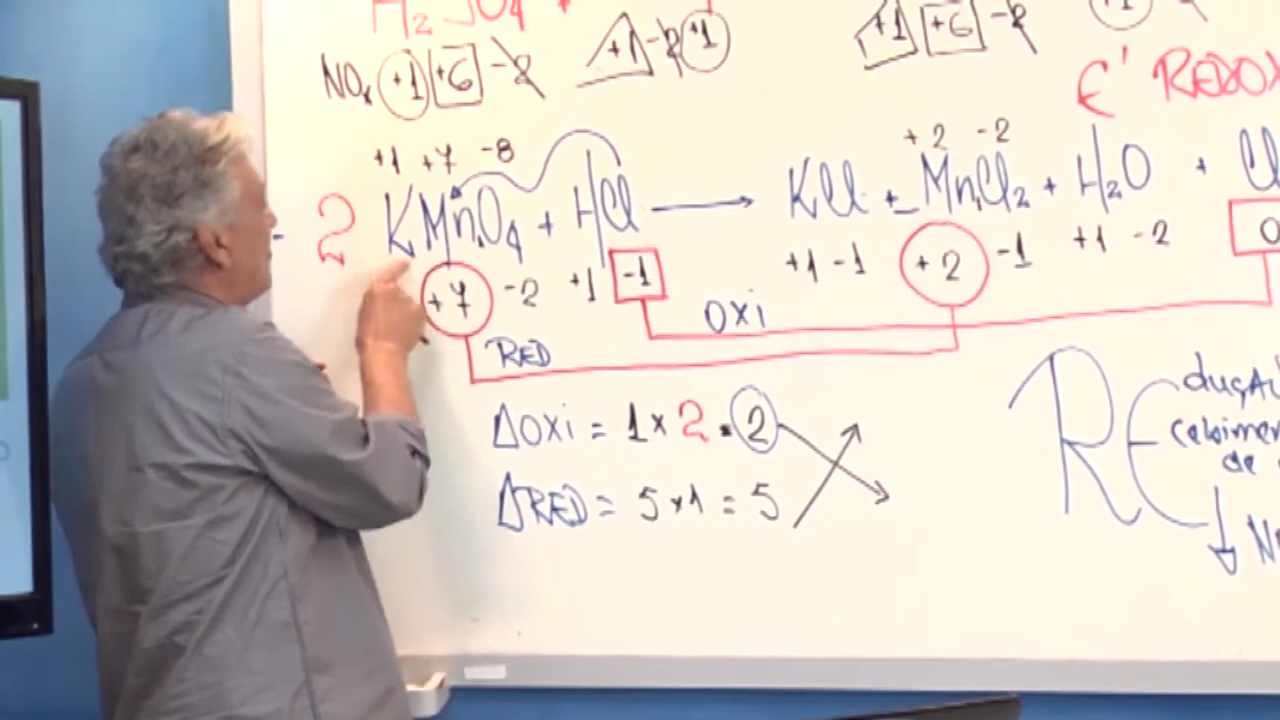 H₂SO₄ +
NOx +1 +6 -2 +1 -2 +1 +1 +6 -2 +1
É REDOX
+1 +7 -8 +2 -2
2 KMnO₄ + HCl → KCl + MnCl₂ + H₂O + Cl
+7 -2 +1 -1 +1 -1 +2 -1 +1 -2 0
OXi
RED
ΔOXi = 1 x 2 = 2
ΔRED = 5 x 1 = 5
RE
duçÃ
de
↓ N